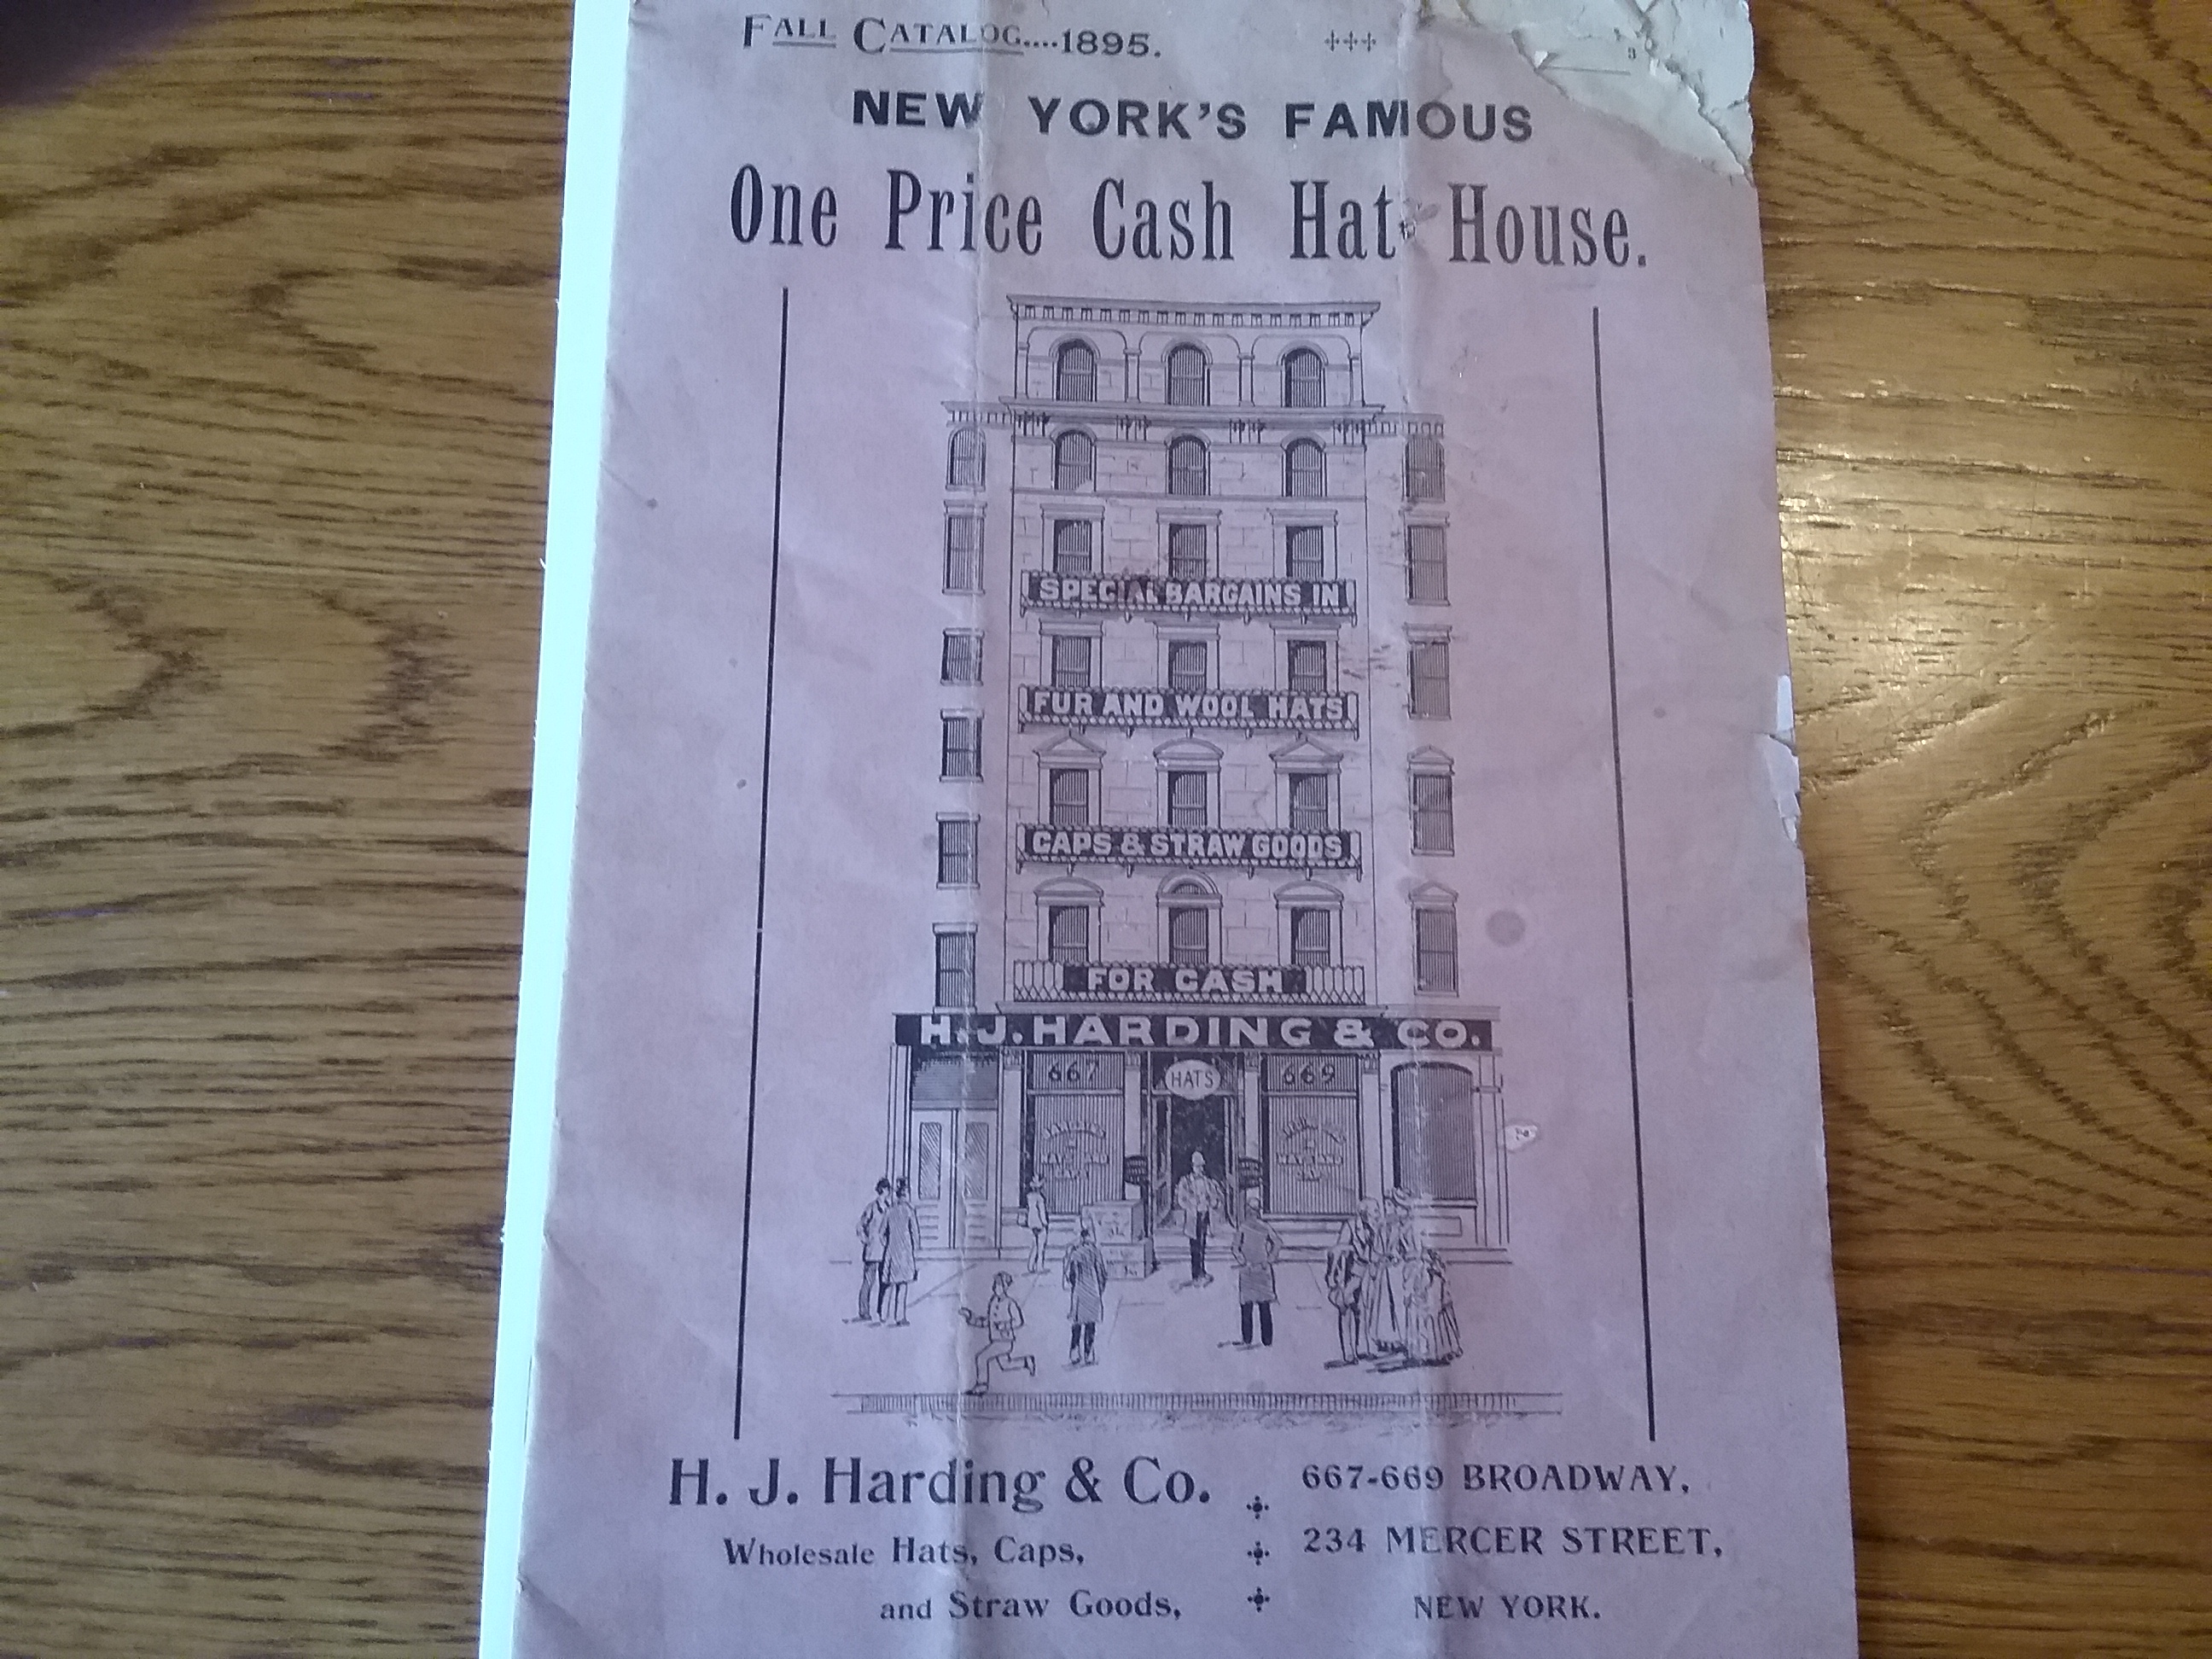 FALL CATALOG....1895.
NEW YORK'S FAMOUS
One Price Cash Hat House.
SPECIAL BARGAINS IN
FUR AND WOOL HATS
CAPS & STRAW GOODS
FOR CASH
H. J. HARDING & CO.
667 HATS 669
H. J. Harding & Co.
Wholesale Hats, Caps,
and Straw Goods,
667-669 BROADWAY,
234 MERCER STREET,
NEW YORK.